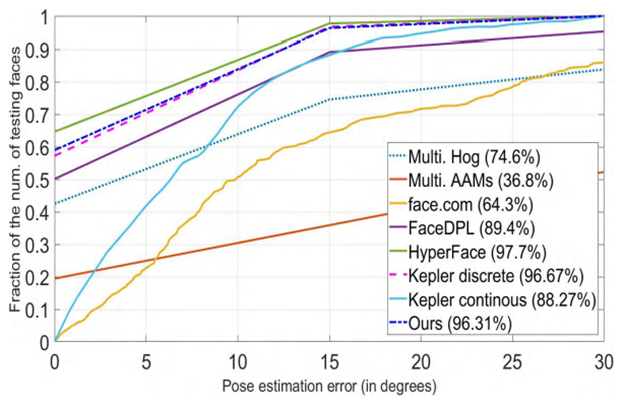 1
0.9
0.8
0.7
0.6
0.5
0.4
0.3
0.2
0.1
0
Fraction of the num. of testing faces
Multi. Hog (74.6%)
Multi. AAMs (36.8%)
face.com (64.3%)
FaceDPL (89.4%)
HyperFace (97.7%)
Kepler discrete (96.67%)
Kepler continous (88.27%)
Ours (96.31%)
0 5 10 15 20 25 30
Pose estimation error (in degrees)